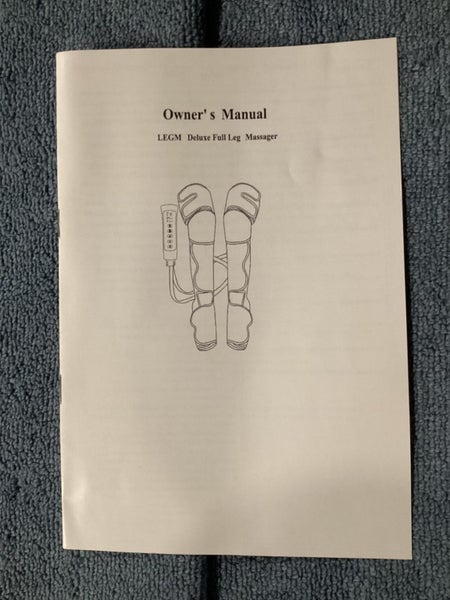 Owner's Manual
LEGM Deluxe Full Leg Massager